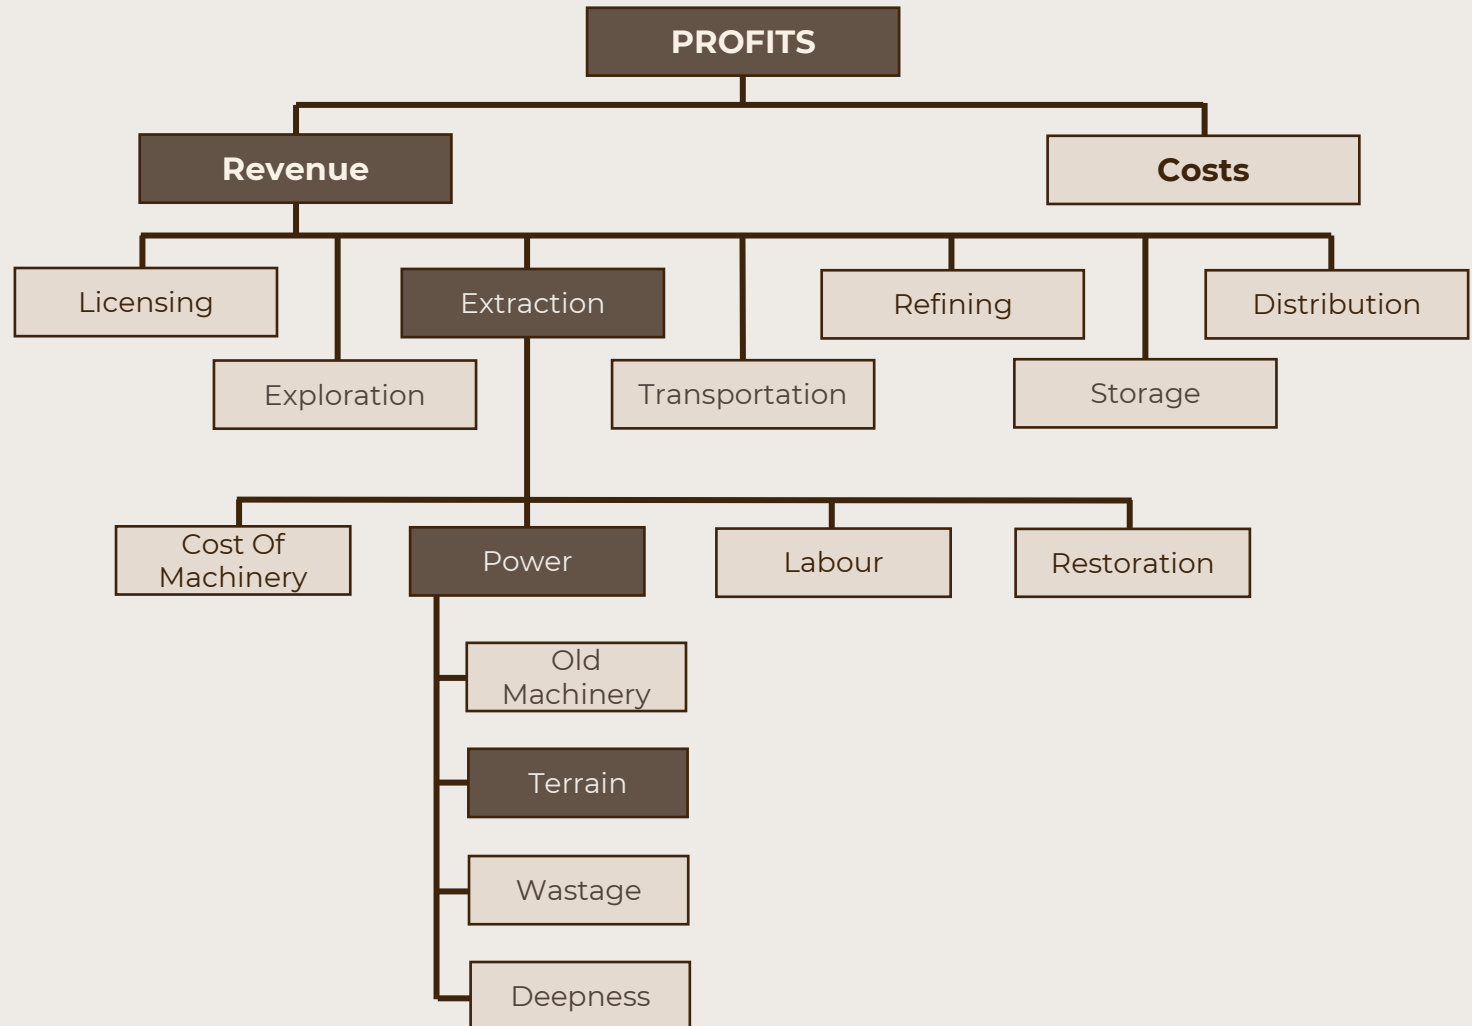 PROFITS
Revenue
Costs
Licensing
Extraction
Refining
Distribution
Exploration
Transportation
Storage
Cost Of
Machinery
Power
Labour
Restoration
Old
Machinery
Terrain
Wastage
Deepness